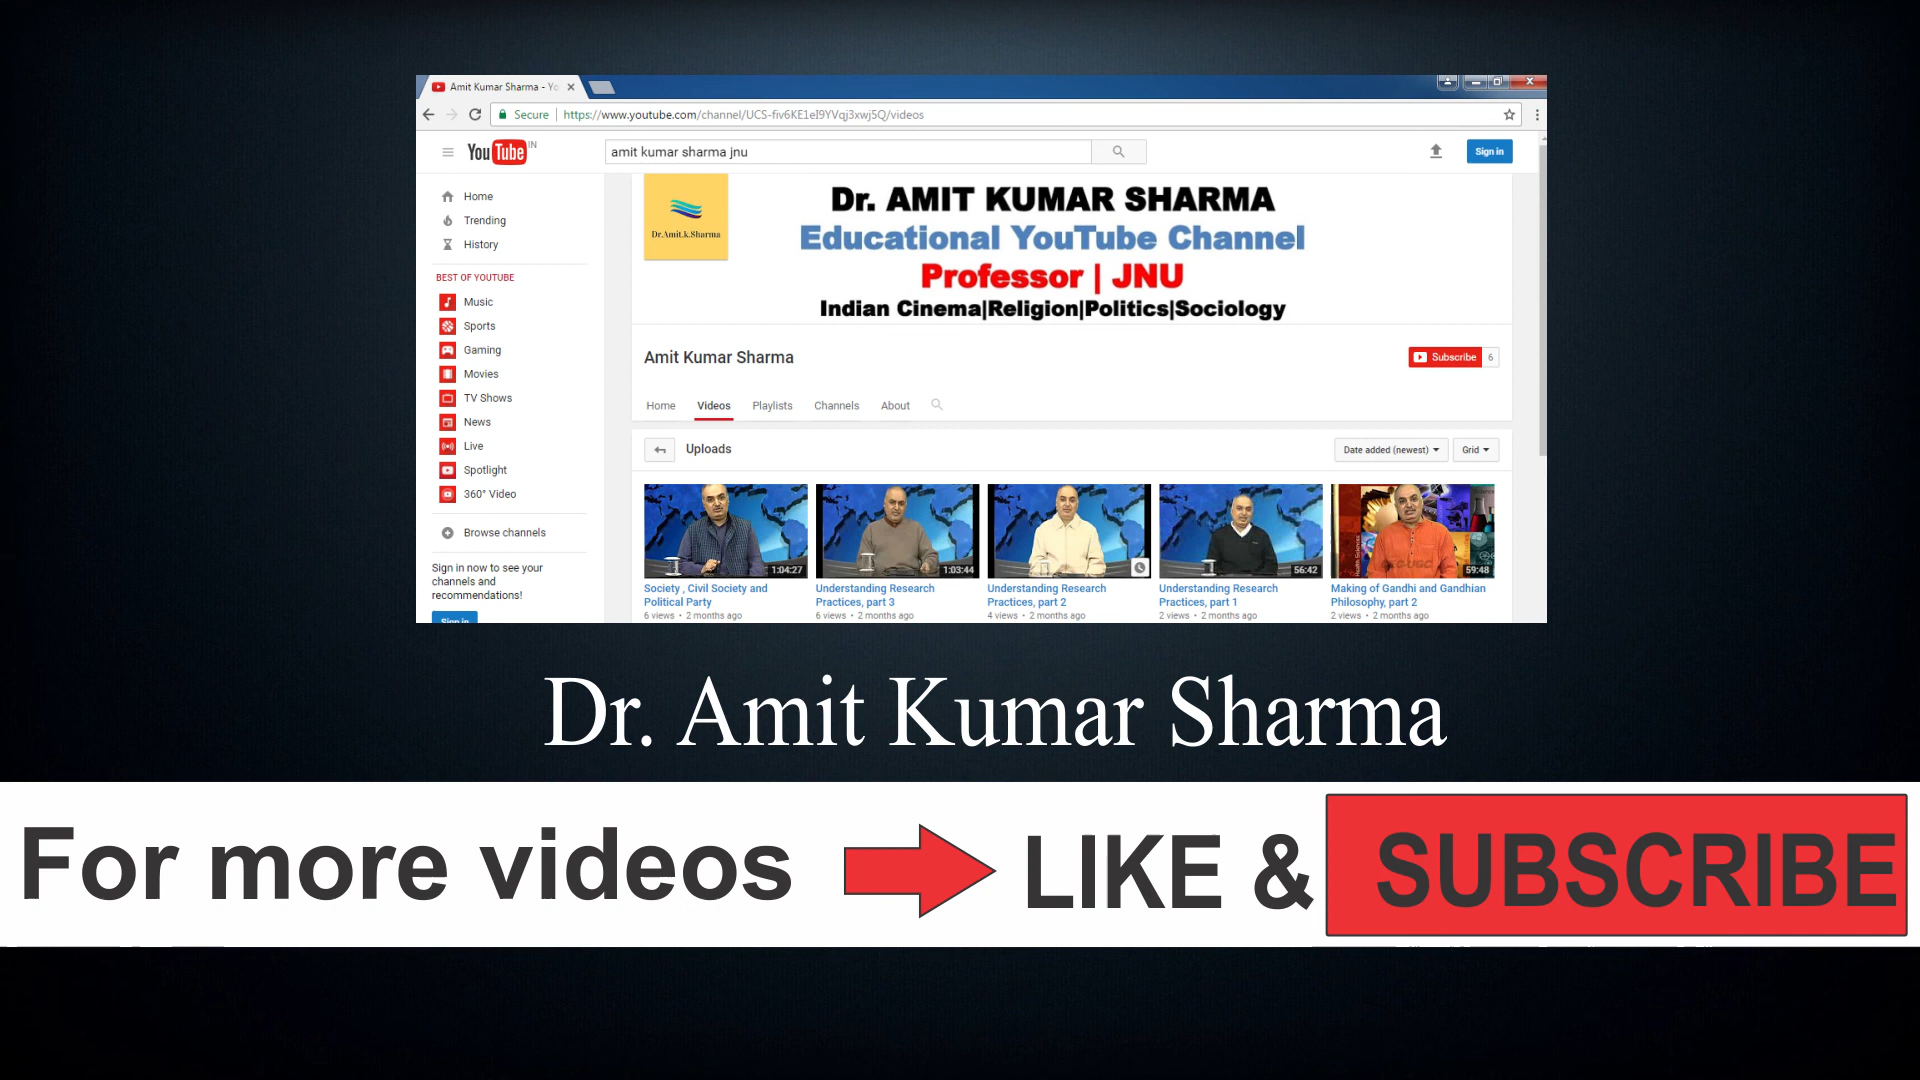 Amit Kumar Sharma - Yo
Secure | https://www.youtube.com/channel/UCS-fiv6KE1eI9YVqj3xwj5Q/videos
YouTube IN
amit kumar sharma jnu
Sign in
Home
Trending
History
BEST OF YOUTUBE
Music
Sports
Gaming
Movies
TV Shows
News
Live
Spotlight
360° Video
Browse channels
Sign in now to see your
channels and
recommendations!
Sign in
Dr.Amit.k.Sharma
Dr. AMIT KUMAR SHARMA
Educational YouTube Channel
Professor | JNU
Indian Cinema|Religion|Politics|Sociology
Amit Kumar Sharma
Subscribe 6
Home Videos Playlists Channels About
Uploads
Date added (newest) Grid
1:04:27
Society , Civil Society and
Political Party
6 views • 2 months ago
1:03:44
Understanding Research
Practices, part 3
6 views • 2 months ago
Understanding Research
Practices, part 2
4 views • 2 months ago
56:42
Understanding Research
Practices, part 1
2 views • 2 months ago
59:48
Making of Gandhi and Gandhian
Philosophy, part 2
2 views • 2 months ago
Dr. Amit Kumar Sharma
For more videos LIKE & SUBSCRIBE